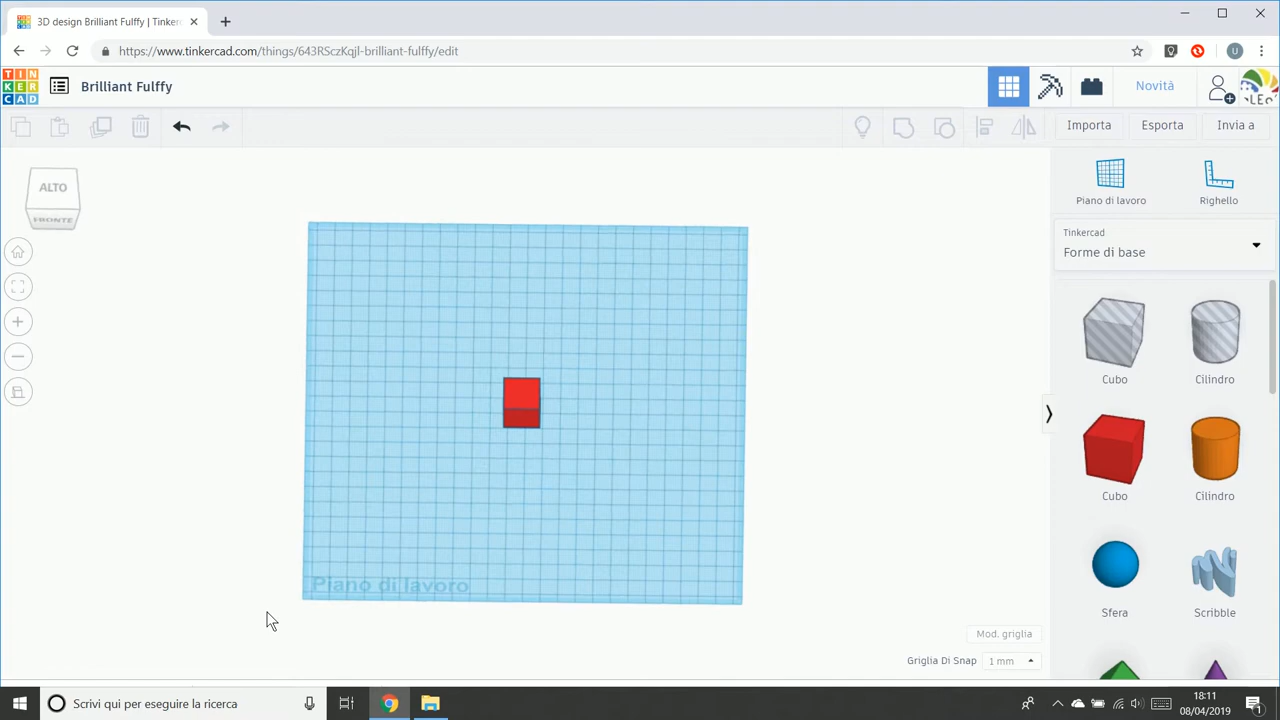 3D design Brilliant Fulffy | Tinker
https://www.tinkercad.com/things/643RSczKqjl-brilliant-fulffy/edit
U
TIN
KER
CAD
Brilliant Fulffy
Novità
LEO
Importa
Esporta
Invia a
ALTO
FRONTE
Piano di lavoro
Righello
Tinkercad
Forme di base
Cubo
Cilindro
Cubo
Cilindro
Sfera
Scribble
Piano di lavoro
Mod. griglia
Griglia Di Snap
1 mm
Scrivi qui per eseguire la ricerca
18:11
08/04/2019
1